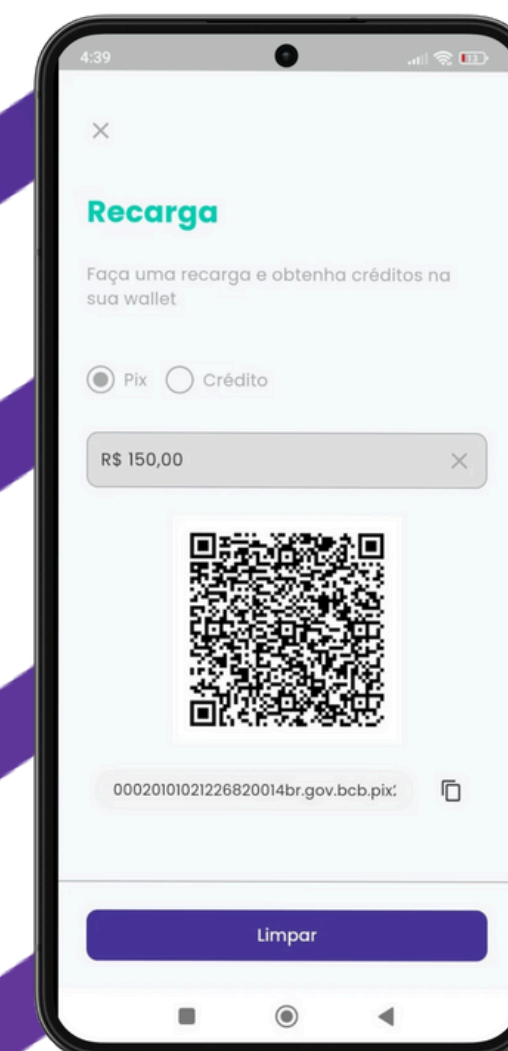 4:39
Recarga
Faça uma recarga e obtenha créditos na
sua wallet
Pix
Crédito
R$ 150,00
00020101021226820014br.gov.bcb.pix
Limpar